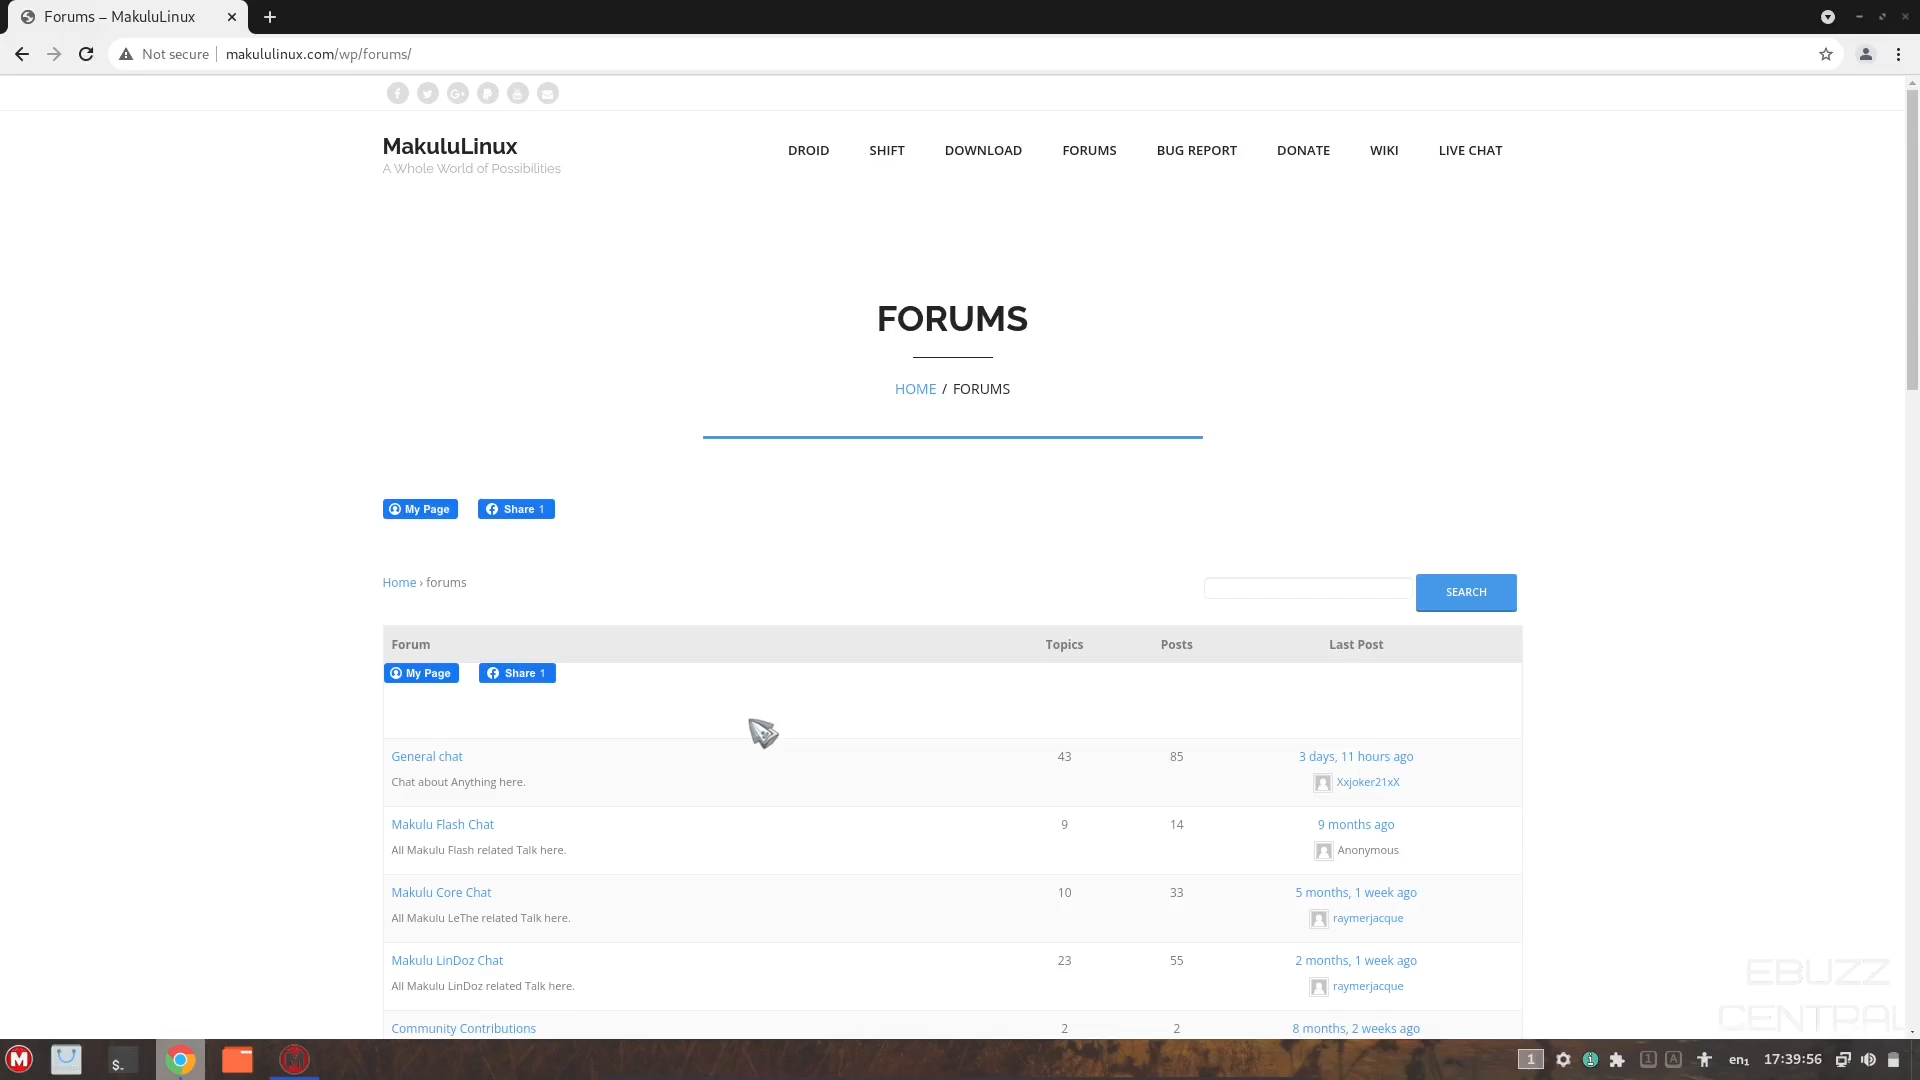 Forums – MakuluLinux
Not secure
makululinux.com/wp/forums/
MakuluLinux
A Whole World of Possibilities
DROID
SHIFT
DOWNLOAD
FORUMS
BUG REPORT
DONATE
WIKI
LIVE CHAT
FORUMS
HOME / FORUMS
My Page
Share 1
Home › forums
SEARCH
Forum
Topics
Posts
Last Post
My Page
Share 1
General chat
43
85
3 days, 11 hours ago
Chat about Anything here.
Xxjoker21xX
Makulu Flash Chat
9
14
9 months ago
All Makulu Flash related Talk here.
Anonymous
Makulu Core Chat
10
33
5 months, 1 week ago
All Makulu LeThe related Talk here.
raymerjacque
Makulu LinDoz Chat
23
55
2 months, 1 week ago
All Makulu LinDoz related Talk here.
raymerjacque
EBUZZ
CENTRAL
Community Contributions
2
2
8 months, 2 weeks ago
M
$_
M
1
1
A
en1
17:39:56